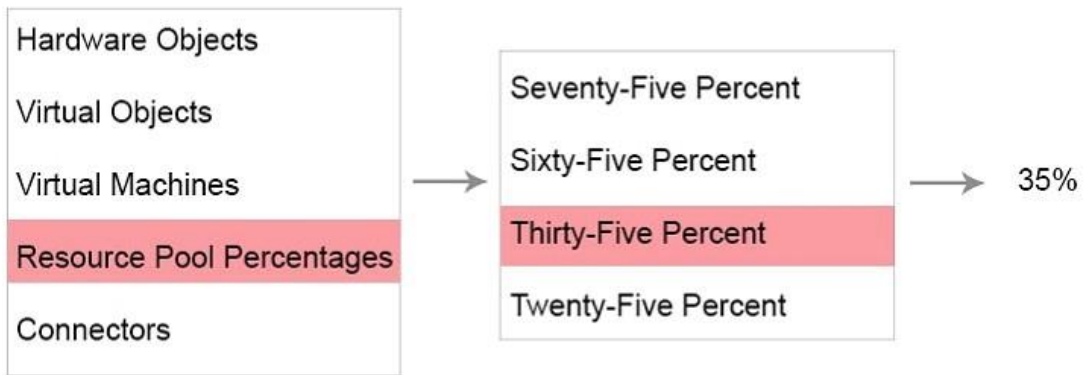 Hardware Objects
Virtual Objects
Virtual Machines
Resource Pool Percentages
Connectors
Seventy-Five Percent
Sixty-Five Percent
Thirty-Five Percent
Twenty-Five Percent
35%